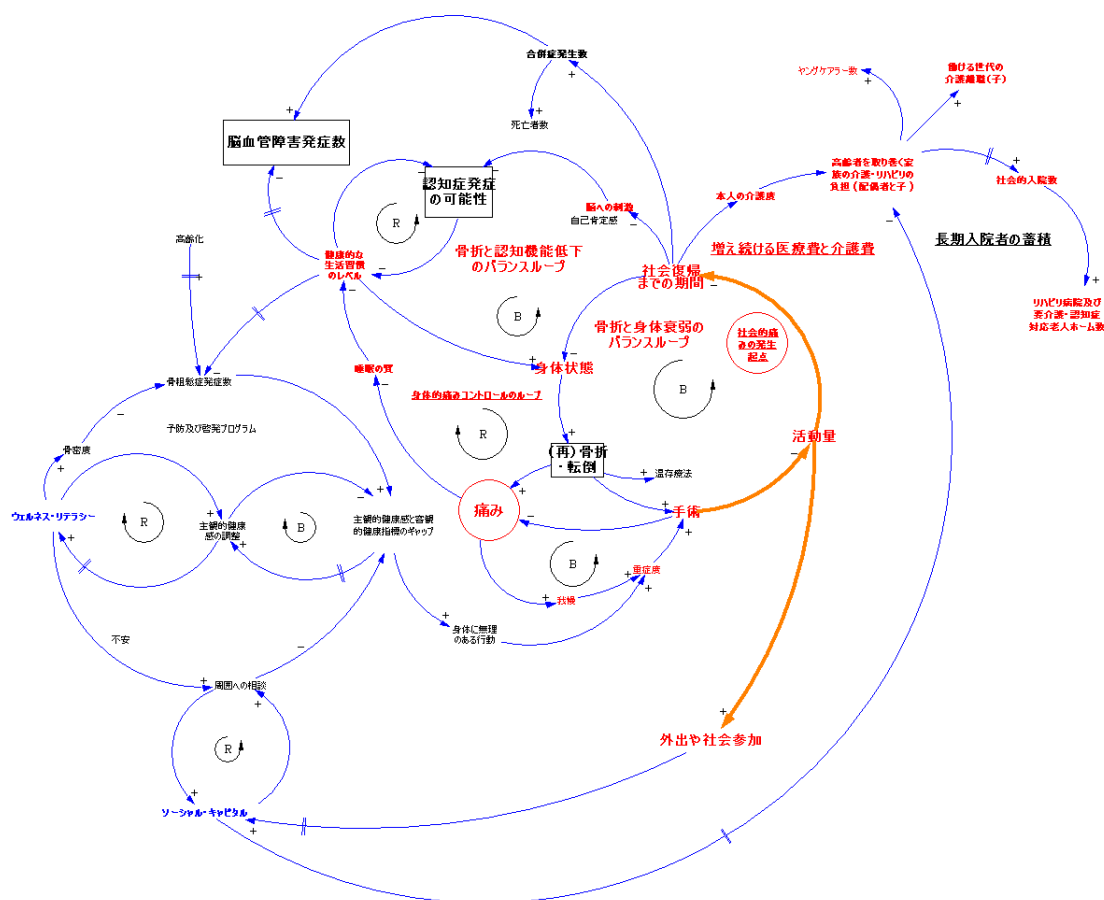 合併症発生数
+
死亡者数
+
脳血管障害発症数
ヤングケアラー数
+
働ける世代の
介護離職(子)
+
高齢者を取り巻く家
族の介護・リハビリの
負担(配偶者と子)
+
社会的入院数
+
認知症発症
の可能性
R
脳への刺激
自己肯定感
本人の介護度
高齢化
骨折と認知機能低下
のバランスループ
増え続ける医療費と介護費
長期入院者の蓄積
健康的な
生活習慣
のレベル
社会復帰
までの期間
リハビリ病院及び
要介護・認知症
対応老人ホーム数
B
骨折と身体衰弱の
バランスループ
社会的痛
みの発生
起点
睡眠の質
身体状態
B
骨粗鬆症発症数
身体的痛みコントロールのループ
R
予防及び啓発プログラム
骨密度
(再)骨折
・転倒
活動量
温存療法
ウェルネス・リテラシー
R
主観的健康
感の調整
B
主観的健康感と客観
的健康指標のギャップ
痛み
手術
B
重症度
我慢
身体に無理
のある行動
不安
周囲への相談
R
外出や社会参加
ソーシャル・キャピタル
+